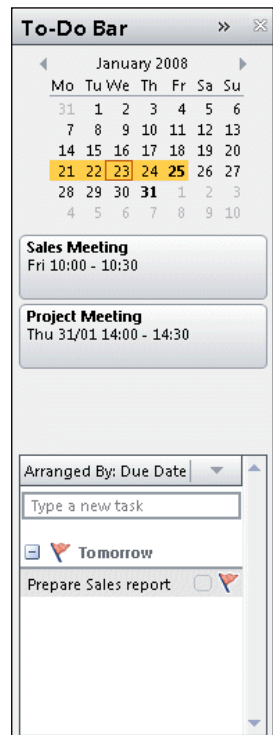 To-Do Bar »
January 2008
Mo Tu We Th Fr Sa Su
31 1 2 3 4 5 6
7 8 9 10 11 12 13
14 15 16 17 18 19 20
21 22 23 24 25 26 27
28 29 30 31 1 2 3
4 5 6 7 8 9 10
Sales Meeting
Fri 10:00 - 10:30
Project Meeting
Thu 31/01 14:00 - 14:30
Arranged By: Due Date
Type a new task
Tomorrow
Prepare Sales report